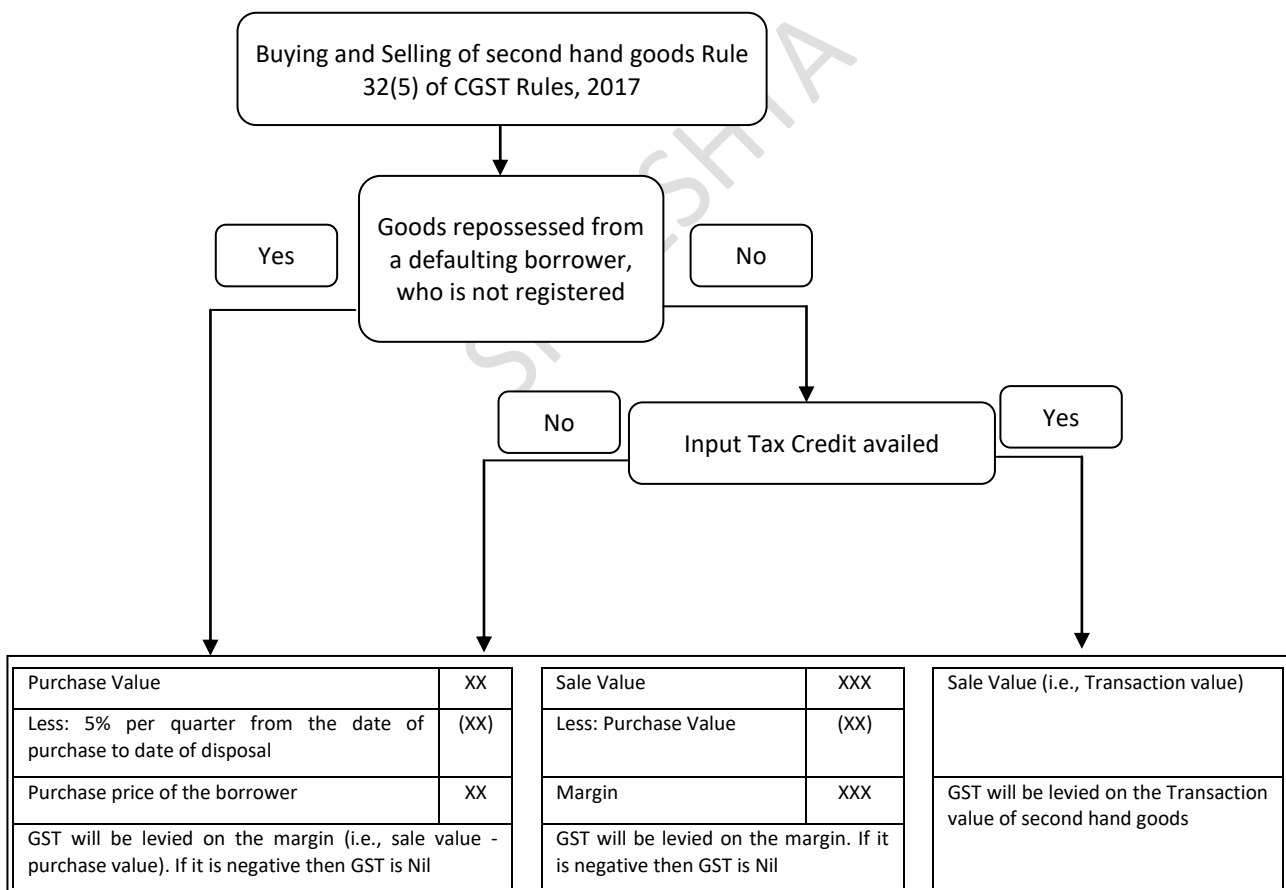 Buying and Selling of second hand goods Rule
32(5) of CGST Rules, 2017
Goods repossessed from
a defaulting borrower,
who is not registered
Yes
No
No
Input Tax Credit availed
Yes
Purchase Value XX
Less: 5% per quarter from the date of (XX)
purchase to date of disposal
Purchase price of the borrower XX
GST will be levied on the margin (i.e., sale value -
purchase value). If it is negative then GST is Nil
Sale Value XXX
Less: Purchase Value (XX)
Margin XXX
GST will be levied on the margin. If it
is negative then GST is Nil
Sale Value (i.e., Transaction value)
GST will be levied on the Transaction
value of second hand goods